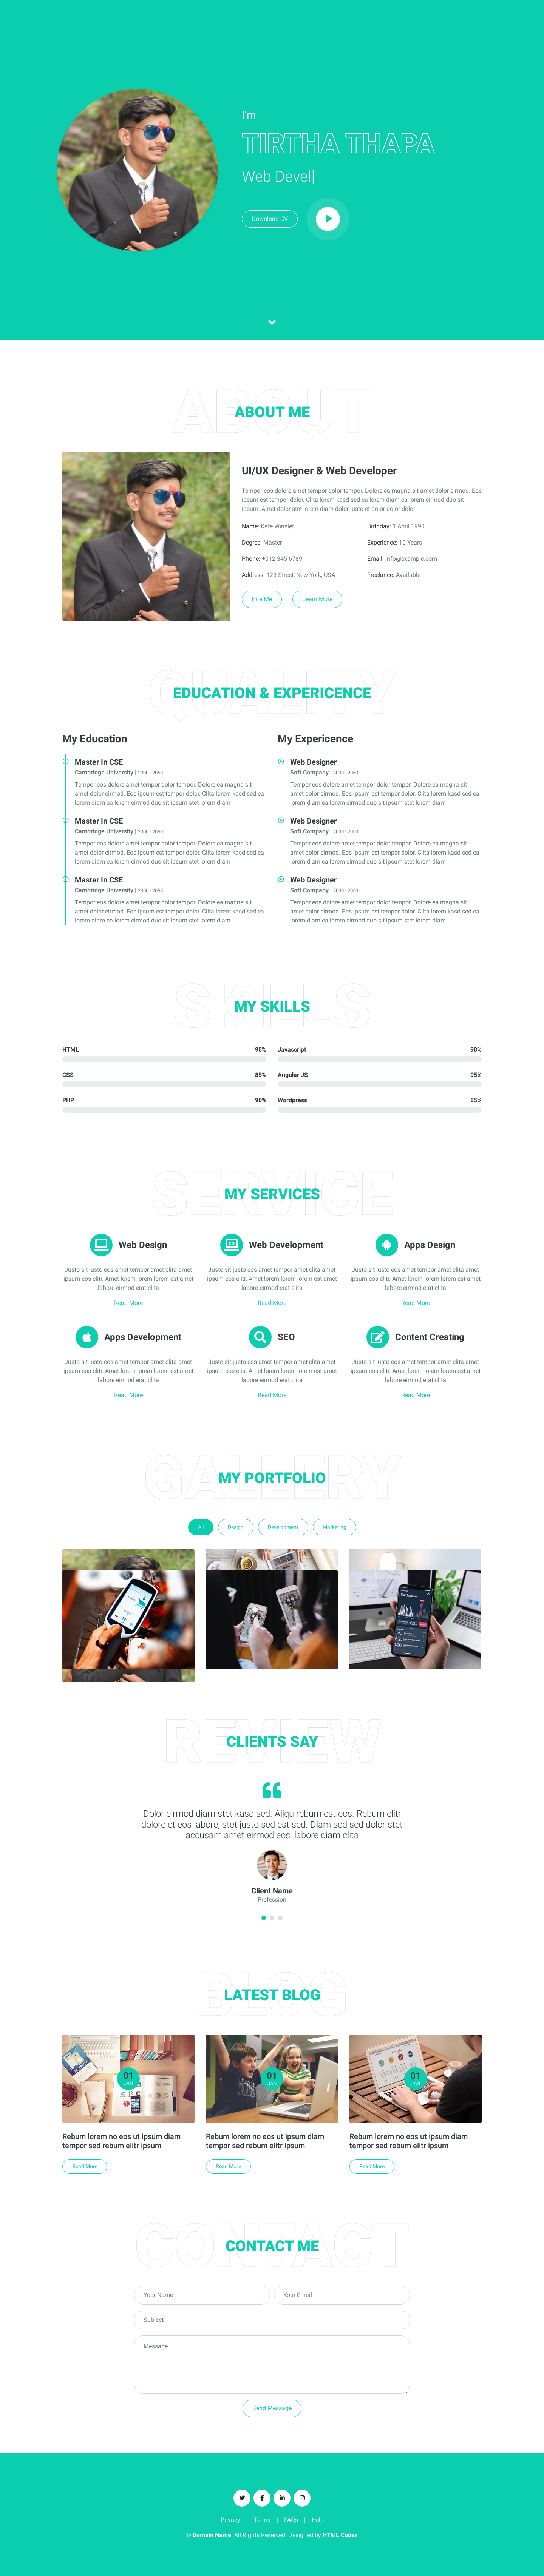 I'm
TIRTHA THAPA
Web Devel|
Download CV
ABOUT
ABOUT ME
UI/UX Designer & Web Developer
Tempor eos dolore amet tempor dolor tempor. Dolore ea magna sit amet dolor eirmod. Eos
ipsum est tempor dolor. Clita lorem kasd sed ea lorem diam ea lorem eirmod duo sit
ipsum. Amet dolor stet lorem diam dolor justo et dolor dolor dolor
Name: Kate Winslet
Birthday: 1 April 1990
Degree: Master
Experience: 10 Years
Phone: +012 345 6789
Email: info@example.com
Address: 123 Street, New York, USA
Freelance: Available
Hire Me
Learn More
QUALITY
EDUCATION & EXPERICENCE
My Education
Master In CSE
Cambridge University | 2000 - 2050
Tempor eos dolore amet tempor dolor tempor. Dolore ea magna sit
amet dolor eirmod. Eos ipsum est tempor dolor. Clita lorem kasd sed ea
lorem diam ea lorem eirmod duo sit ipsum stet lorem diam
Master In CSE
Cambridge University | 2000 - 2050
Tempor eos dolore amet tempor dolor tempor. Dolore ea magna sit
amet dolor eirmod. Eos ipsum est tempor dolor. Clita lorem kasd sed ea
lorem diam ea lorem eirmod duo sit ipsum stet lorem diam
Master In CSE
Cambridge University | 2000 - 2050
Tempor eos dolore amet tempor dolor tempor. Dolore ea magna sit
amet dolor eirmod. Eos ipsum est tempor dolor. Clita lorem kasd sed ea
lorem diam ea lorem eirmod duo sit ipsum stet lorem diam
My Expericence
Web Designer
Soft Company | 2000 - 2050
Tempor eos dolore amet tempor dolor tempor. Dolore ea magna sit
amet dolor eirmod. Eos ipsum est tempor dolor. Clita lorem kasd sed ea
lorem diam ea lorem eirmod duo sit ipsum stet lorem diam
Web Designer
Soft Company | 2000 - 2050
Tempor eos dolore amet tempor dolor tempor. Dolore ea magna sit
amet dolor eirmod. Eos ipsum est tempor dolor. Clita lorem kasd sed ea
lorem diam ea lorem eirmod duo sit ipsum stet lorem diam
Web Designer
Soft Company | 2000 - 2050
Tempor eos dolore amet tempor dolor tempor. Dolore ea magna sit
amet dolor eirmod. Eos ipsum est tempor dolor. Clita lorem kasd sed ea
lorem diam ea lorem eirmod duo sit ipsum stet lorem diam
SKILLS
MY SKILLS
HTML 95%
Javascript 90%
CSS 85%
Angular JS 95%
PHP 90%
Wordpress 85%
SERVICE
MY SERVICES
Web Design
Justo sit justo eos amet tempor amet clita amet
ipsum eos elitr. Amet lorem lorem lorem est amet
labore eirmod erat clita
Read More
Web Development
Justo sit justo eos amet tempor amet clita amet
ipsum eos elitr. Amet lorem lorem lorem est amet
labore eirmod erat clita
Read More
Apps Design
Justo sit justo eos amet tempor amet clita amet
ipsum eos elitr. Amet lorem lorem lorem est amet
labore eirmod erat clita
Read More
Apps Development
Justo sit justo eos amet tempor amet clita amet
ipsum eos elitr. Amet lorem lorem lorem est amet
labore eirmod erat clita
Read More
SEO
Justo sit justo eos amet tempor amet clita amet
ipsum eos elitr. Amet lorem lorem lorem est amet
labore eirmod erat clita
Read More
Content Creating
Justo sit justo eos amet tempor amet clita amet
ipsum eos elitr. Amet lorem lorem lorem est amet
labore eirmod erat clita
Read More
GALLERY
MY PORTFOLIO
All
Design
Development
Marketing
REVIEW
CLIENTS SAY
Dolor eirmod diam stet kasd sed. Aliqu rebum est eos. Rebum elitr
dolore et eos labore, stet justo sed est sed. Diam sed sed dolor stet
accusam amet eirmod eos, labore diam clita
Client Name
Profession
BLOG
LATEST BLOG
01
JAN
Rebum lorem no eos ut ipsum diam
tempor sed rebum elitr ipsum
Read More
01
JAN
Rebum lorem no eos ut ipsum diam
tempor sed rebum elitr ipsum
Read More
01
JAN
Rebum lorem no eos ut ipsum diam
tempor sed rebum elitr ipsum
Read More
CONTACT
CONTACT ME
Your Name
Your Email
Subject
Message
Send Message
Privacy | Terms | FAQs | Help
© Domain Name. All Rights Reserved. Designed by HTML Codex